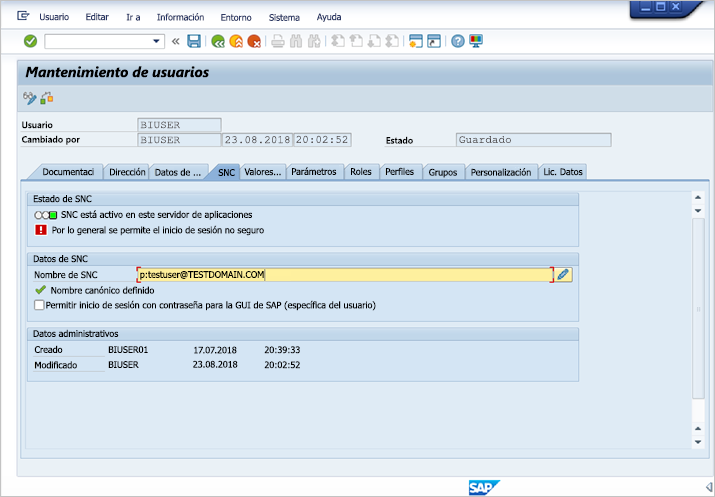 Usuario Editar Ir a Información Entorno Sistema Ayuda
Mantenimiento de usuarios
Usuario BIUSER
Cambiado por BIUSER 23.08.2018 20:02:52 Estado Guardado
Documentaci Dirección Datos de ... SNC Valores... Parámetros Roles Perfiles Grupos Personalización Lic. Datos
Estado de SNC
SNC está activo en este servidor de aplicaciones
Por lo general se permite el inicio de sesión no seguro
Datos de SNC
Nombre de SNC p:testuser@TESTDOMAIN.COM
Nombre canónico definido
Permitir inicio de sesión con contraseña para la GUI de SAP (específica del usuario)
Datos administrativos
Creado BIUSER01 17.07.2018 20:39:33
Modificado BIUSER 23.08.2018 20:02:52
SAP